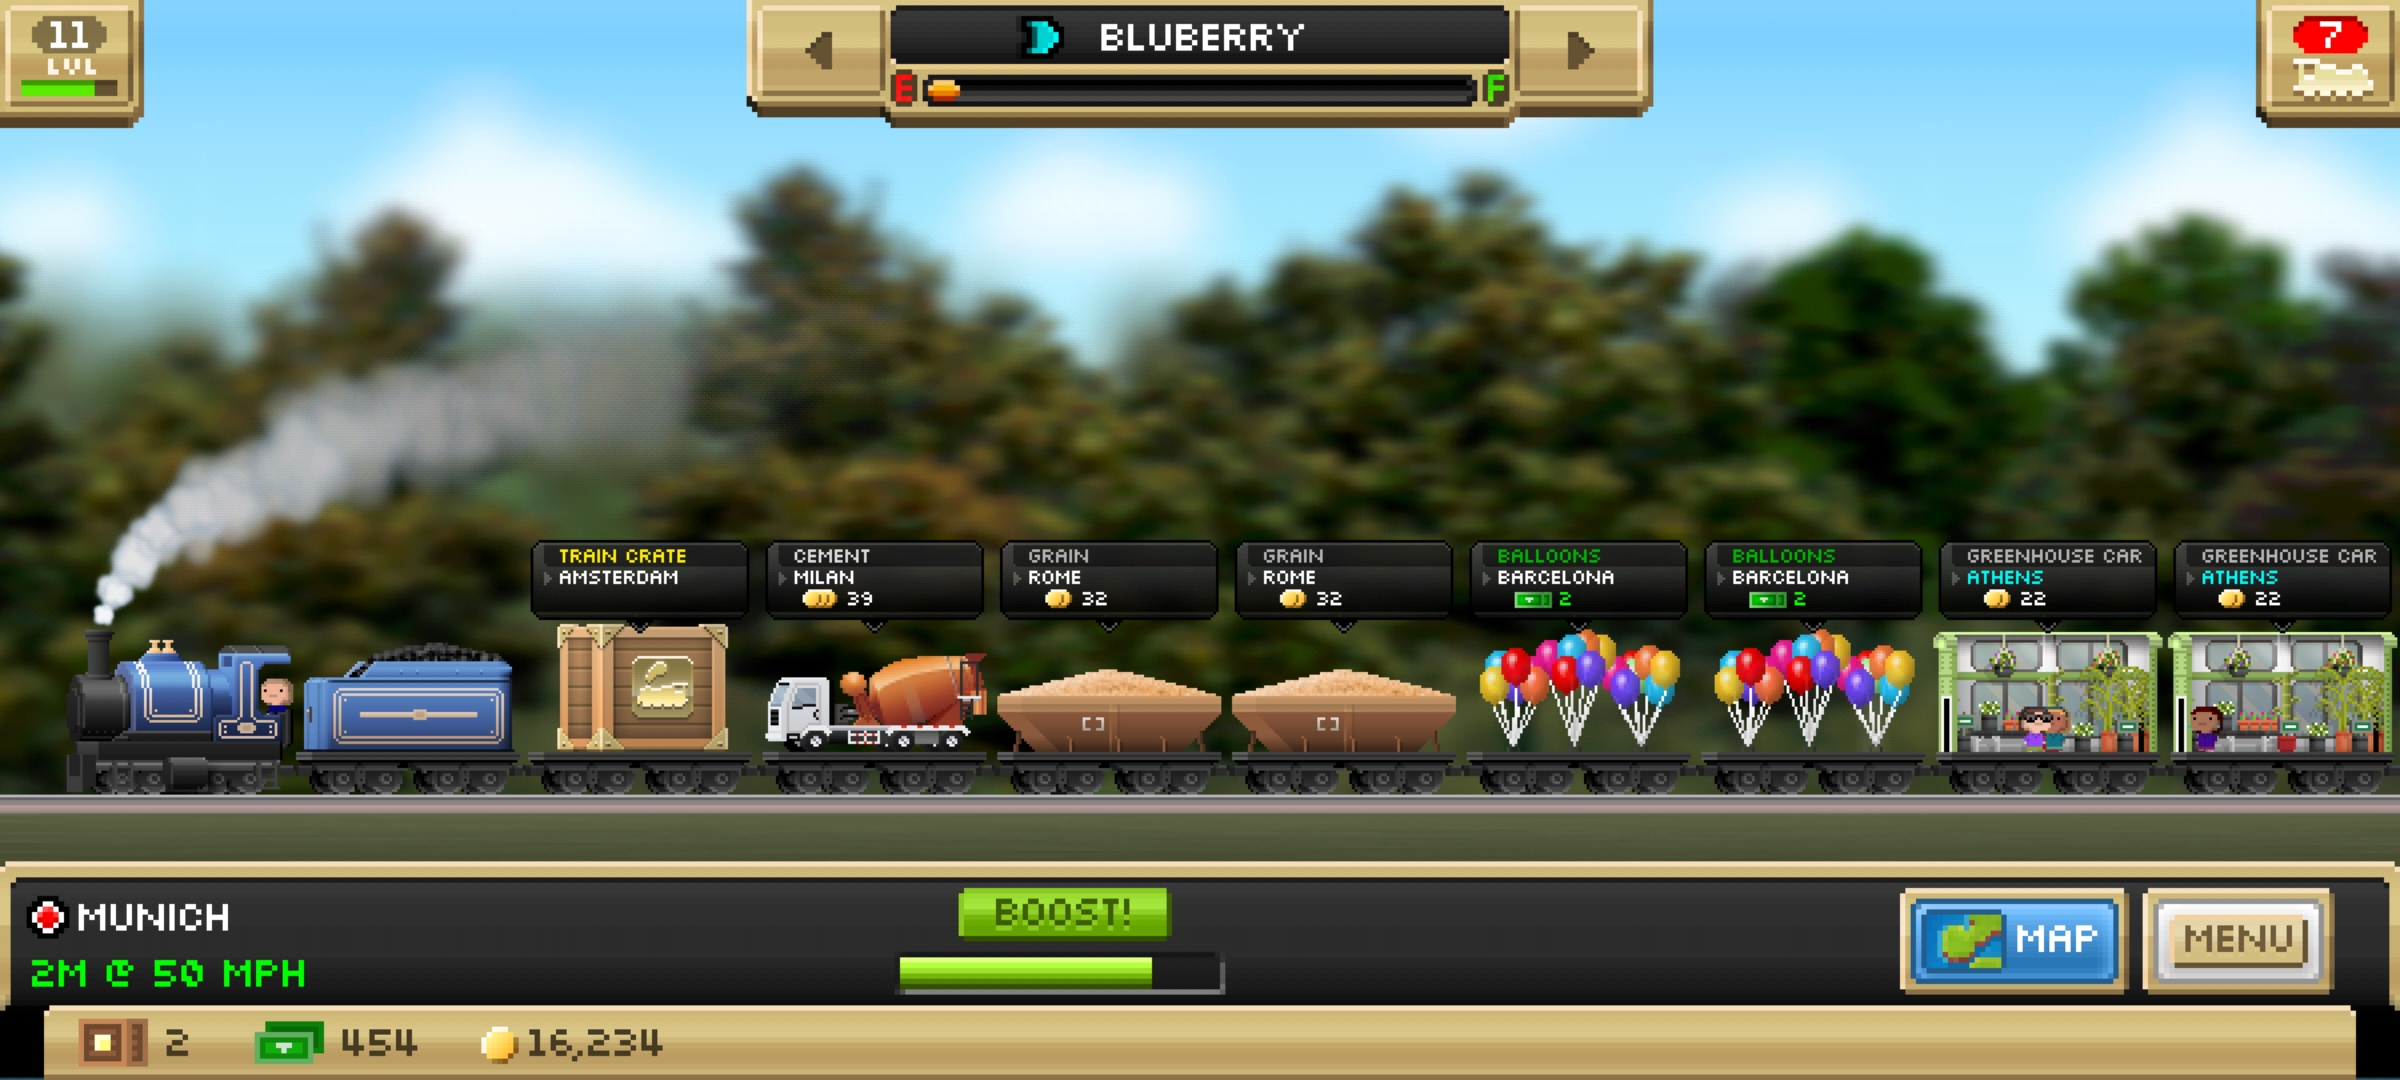 11
LVL
BLUBERRY
E
F
7
TRAIN CRATE
AMSTERDAM
CEMENT
MILAN
39
GRAIN
ROME
32
GRAIN
ROME
32
BALLOONS
BARCELONA
2
BALLOONS
BARCELONA
2
GREENHOUSE CAR
ATHENS
22
GREENHOUSE CAR
ATHENS
22
MUNICH
2M @ 50 MPH
BOOST!
MAP
MENU
2
454
16,234